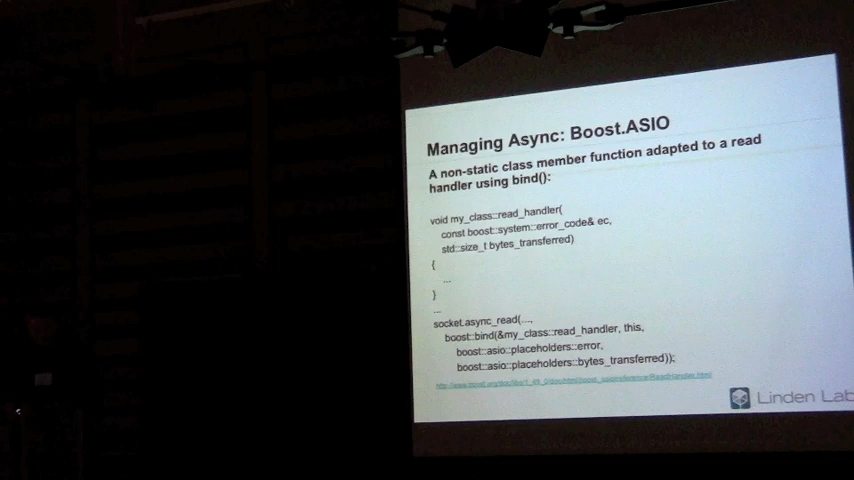 Managing Async: Boost.ASIO
A non-static class member function adapted to a read
handler using bind():
void my_class::read_handler(
const boost::system::error_code& ec,
std::size_t bytes_transferred)
{
...
}
...
socket.async_read(...,
boost::bind(&my_class::read_handler, this,
boost::asio::placeholders::error,
boost::asio::placeholders::bytes_transferred));
Linden Lab